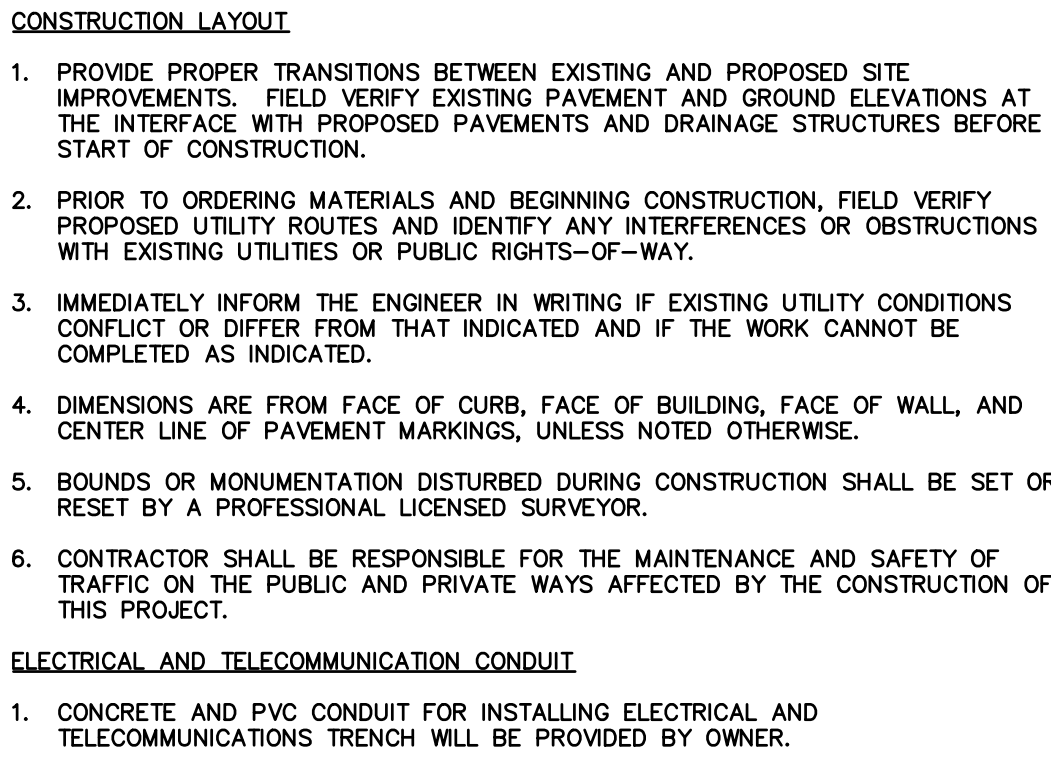 CONSTRUCTION LAYOUT
1. PROVIDE PROPER TRANSITIONS BETWEEN EXISTING AND PROPOSED SITE
IMPROVEMENTS. FIELD VERIFY EXISTING PAVEMENT AND GROUND ELEVATIONS AT
THE INTERFACE WITH PROPOSED PAVEMENTS AND DRAINAGE STRUCTURES BEFORE
START OF CONSTRUCTION.
2. PRIOR TO ORDERING MATERIALS AND BEGINNING CONSTRUCTION, FIELD VERIFY
PROPOSED UTILITY ROUTES AND IDENTIFY ANY INTERFERENCES OR OBSTRUCTIONS
WITH EXISTING UTILITIES OR PUBLIC RIGHTS-OF-WAY.
3. IMMEDIATELY INFORM THE ENGINEER IN WRITING IF EXISTING UTILITY CONDITIONS
CONFLICT OR DIFFER FROM THAT INDICATED AND IF THE WORK CANNOT BE
COMPLETED AS INDICATED.
4. DIMENSIONS ARE FROM FACE OF CURB, FACE OF BUILDING, FACE OF WALL, AND
CENTER LINE OF PAVEMENT MARKINGS, UNLESS NOTED OTHERWISE.
5. BOUNDS OR MONUMENTATION DISTURBED DURING CONSTRUCTION SHALL BE SET OR
RESET BY A PROFESSIONAL LICENSED SURVEYOR.
6. CONTRACTOR SHALL BE RESPONSIBLE FOR THE MAINTENANCE AND SAFETY OF
TRAFFIC ON THE PUBLIC AND PRIVATE WAYS AFFECTED BY THE CONSTRUCTION OF
THIS PROJECT.
ELECTRICAL AND TELECOMMUNICATION CONDUIT
1. CONCRETE AND PVC CONDUIT FOR INSTALLING ELECTRICAL AND
TELECOMMUNICATIONS TRENCH WILL BE PROVIDED BY OWNER.